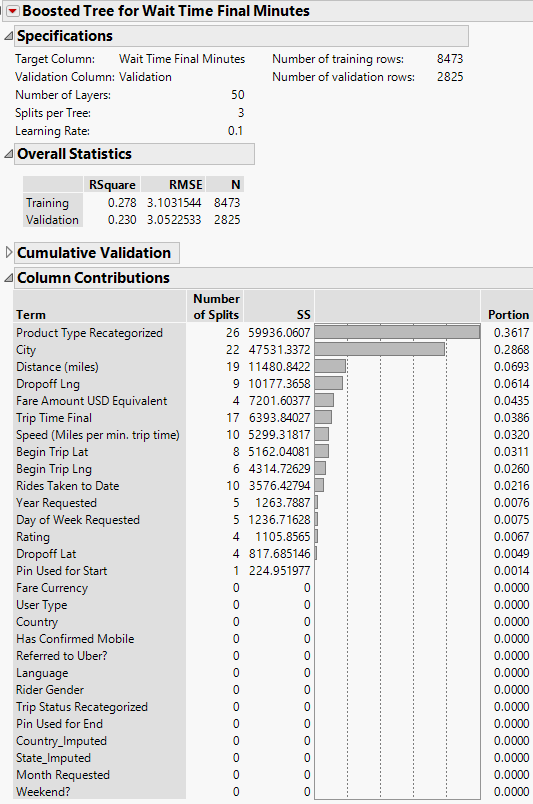 Boosted Tree for Wait Time Final Minutes
Specifications
Target Column: Wait Time Final Minutes Number of training rows: 8473
Validation Column: Validation Number of validation rows: 2825
Number of Layers: 50
Splits per Tree: 3
Learning Rate: 0.1
Overall Statistics
RSquare RMSE N
Training 0.278 3.1031544 8473
Validation 0.230 3.0522533 2825
Cumulative Validation
Column Contributions
Term Number of Splits SS Portion
Product Type Recategorized 26 59936.0607 0.3617
City 22 47531.3372 0.2868
Distance (miles) 19 11480.8422 0.0693
Dropoff Lng 9 10177.3658 0.0614
Fare Amount USD Equivalent 4 7201.60377 0.0435
Trip Time Final 17 6393.84027 0.0386
Speed (Miles per min. trip time) 10 5299.31817 0.0320
Begin Trip Lat 8 5162.04081 0.0311
Begin Trip Lng 6 4314.72629 0.0260
Rides Taken to Date 10 3576.42794 0.0216
Year Requested 5 1263.7887 0.0076
Day of Week Requested 5 1236.71628 0.0075
Rating 4 1105.8565 0.0067
Dropoff Lat 4 817.685146 0.0049
Pin Used for Start 1 224.951977 0.0014
Fare Currency 0 0 0.0000
User Type 0 0 0.0000
Country 0 0 0.0000
Has Confirmed Mobile 0 0 0.0000
Referred to Uber? 0 0 0.0000
Language 0 0 0.0000
Rider Gender 0 0 0.0000
Trip Status Recategorized 0 0 0.0000
Pin Used for End 0 0 0.0000
Country_Imputed 0 0 0.0000
State_Imputed 0 0 0.0000
Month Requested 0 0 0.0000
Weekend? 0 0 0.0000